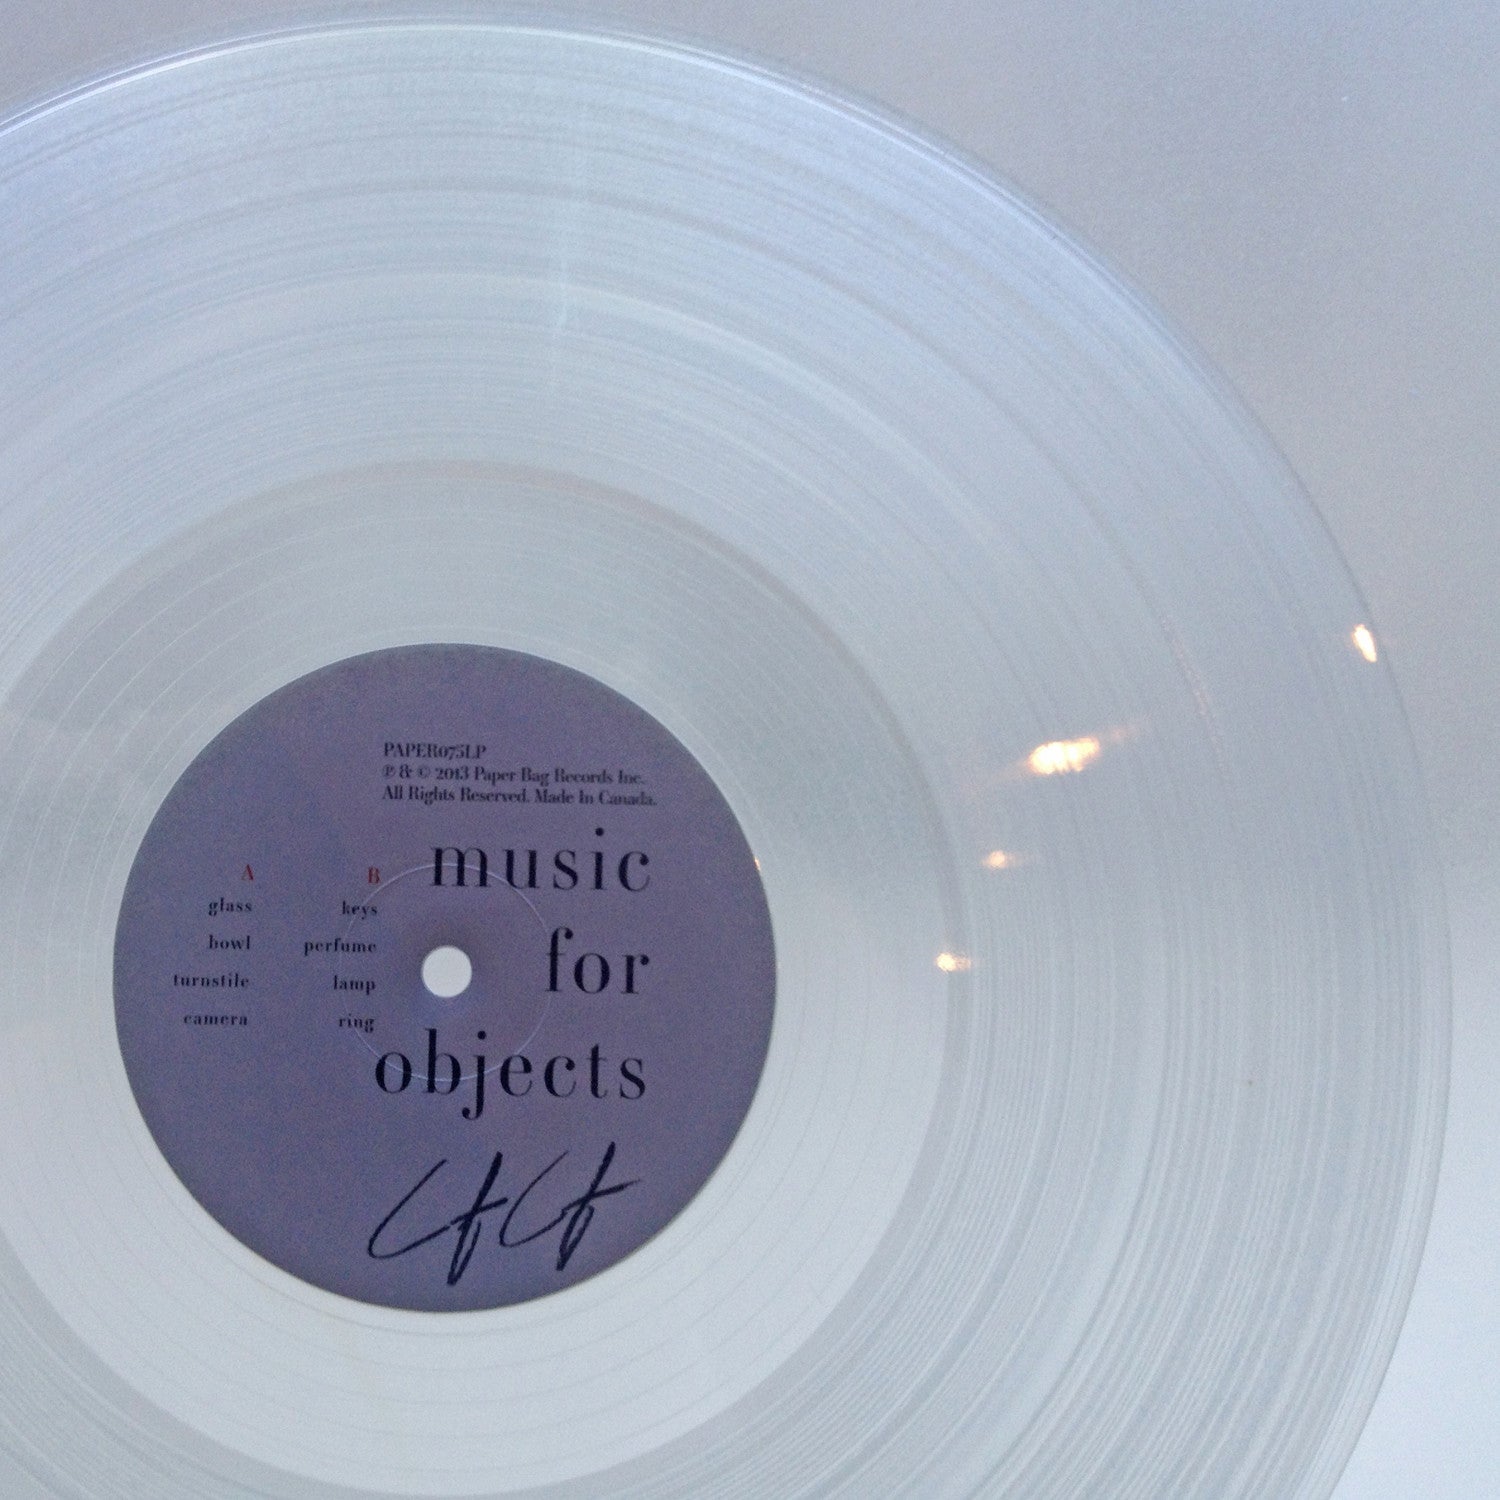 PAPER075LP
℗ & © 2013 Paper Bag Records Inc.
All Rights Reserved. Made In Canada.
music
for
objects
A
glass
bowl
turnstile
camera
B
keys
perfume
lamp
ring
CFCF